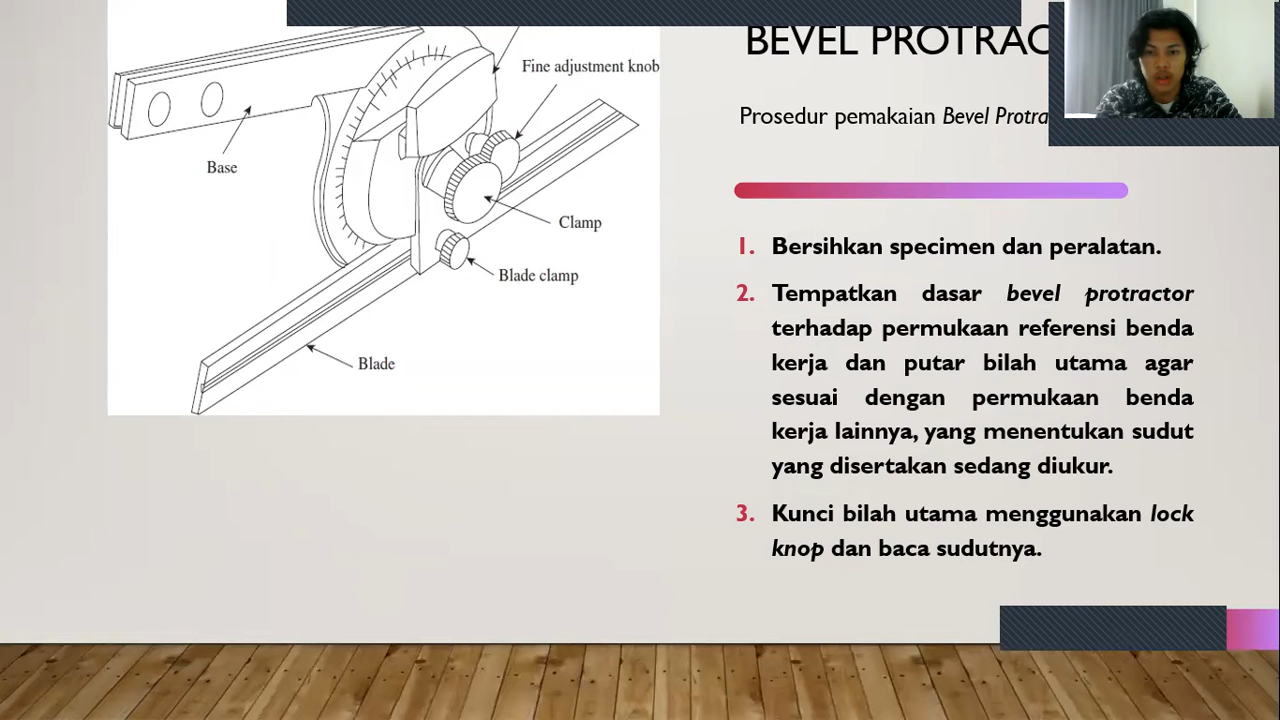 BEVEL PROTRAC
Prosedur pemakaian Bevel Protra
Fine adjustment knob
Base
Clamp
Blade clamp
Blade
1. Bersihkan specimen dan peralatan.
2. Tempatkan dasar bevel protractor
terhadap permukaan referensi benda
kerja dan putar bilah utama agar
sesuai dengan permukaan benda
kerja lainnya, yang menentukan sudut
yang disertakan sedang diukur.
3. Kunci bilah utama menggunakan lock
knop dan baca sudutnya.